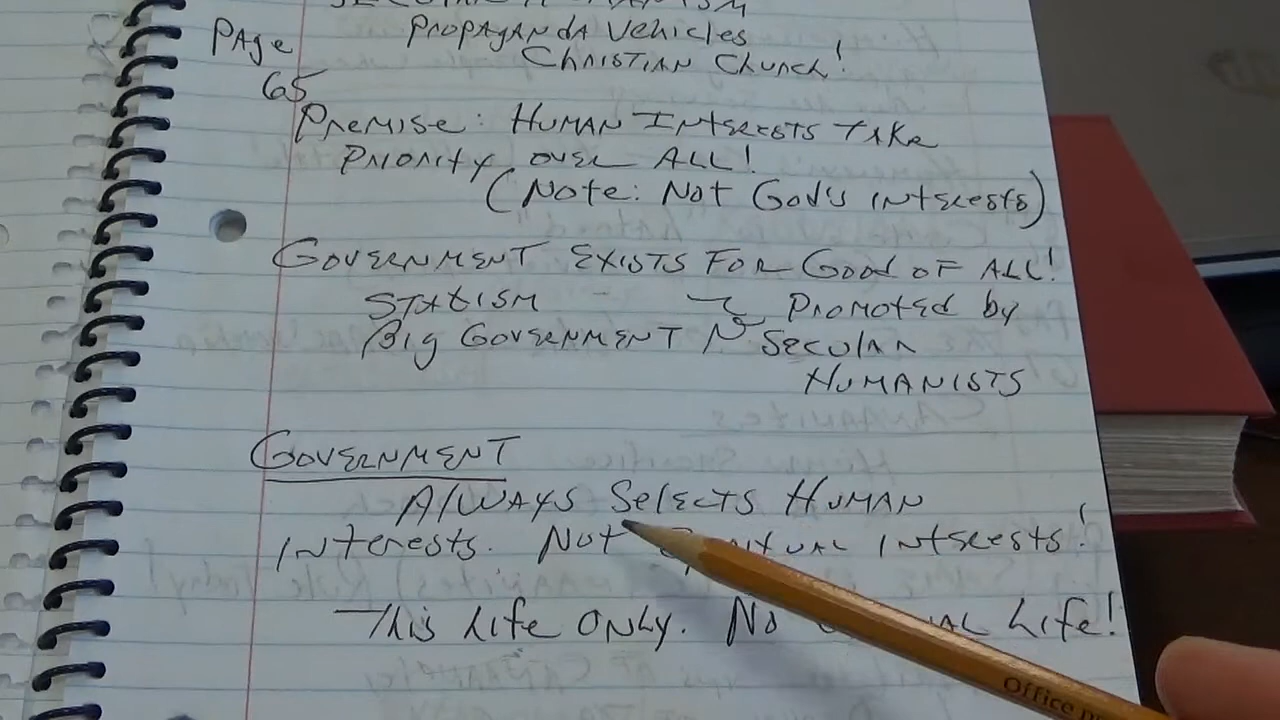 Propaganda Vehicles
Christian Church!
Page
65
Premise: Human Interests Take
Priority over All!
(Note: Not God's interests)
Government exists for Good of All!
Statism Promoted by
Big Government Secular
Humanists
Government
Always Selects Human
interests. Not interests!
This life only. No life!
Office